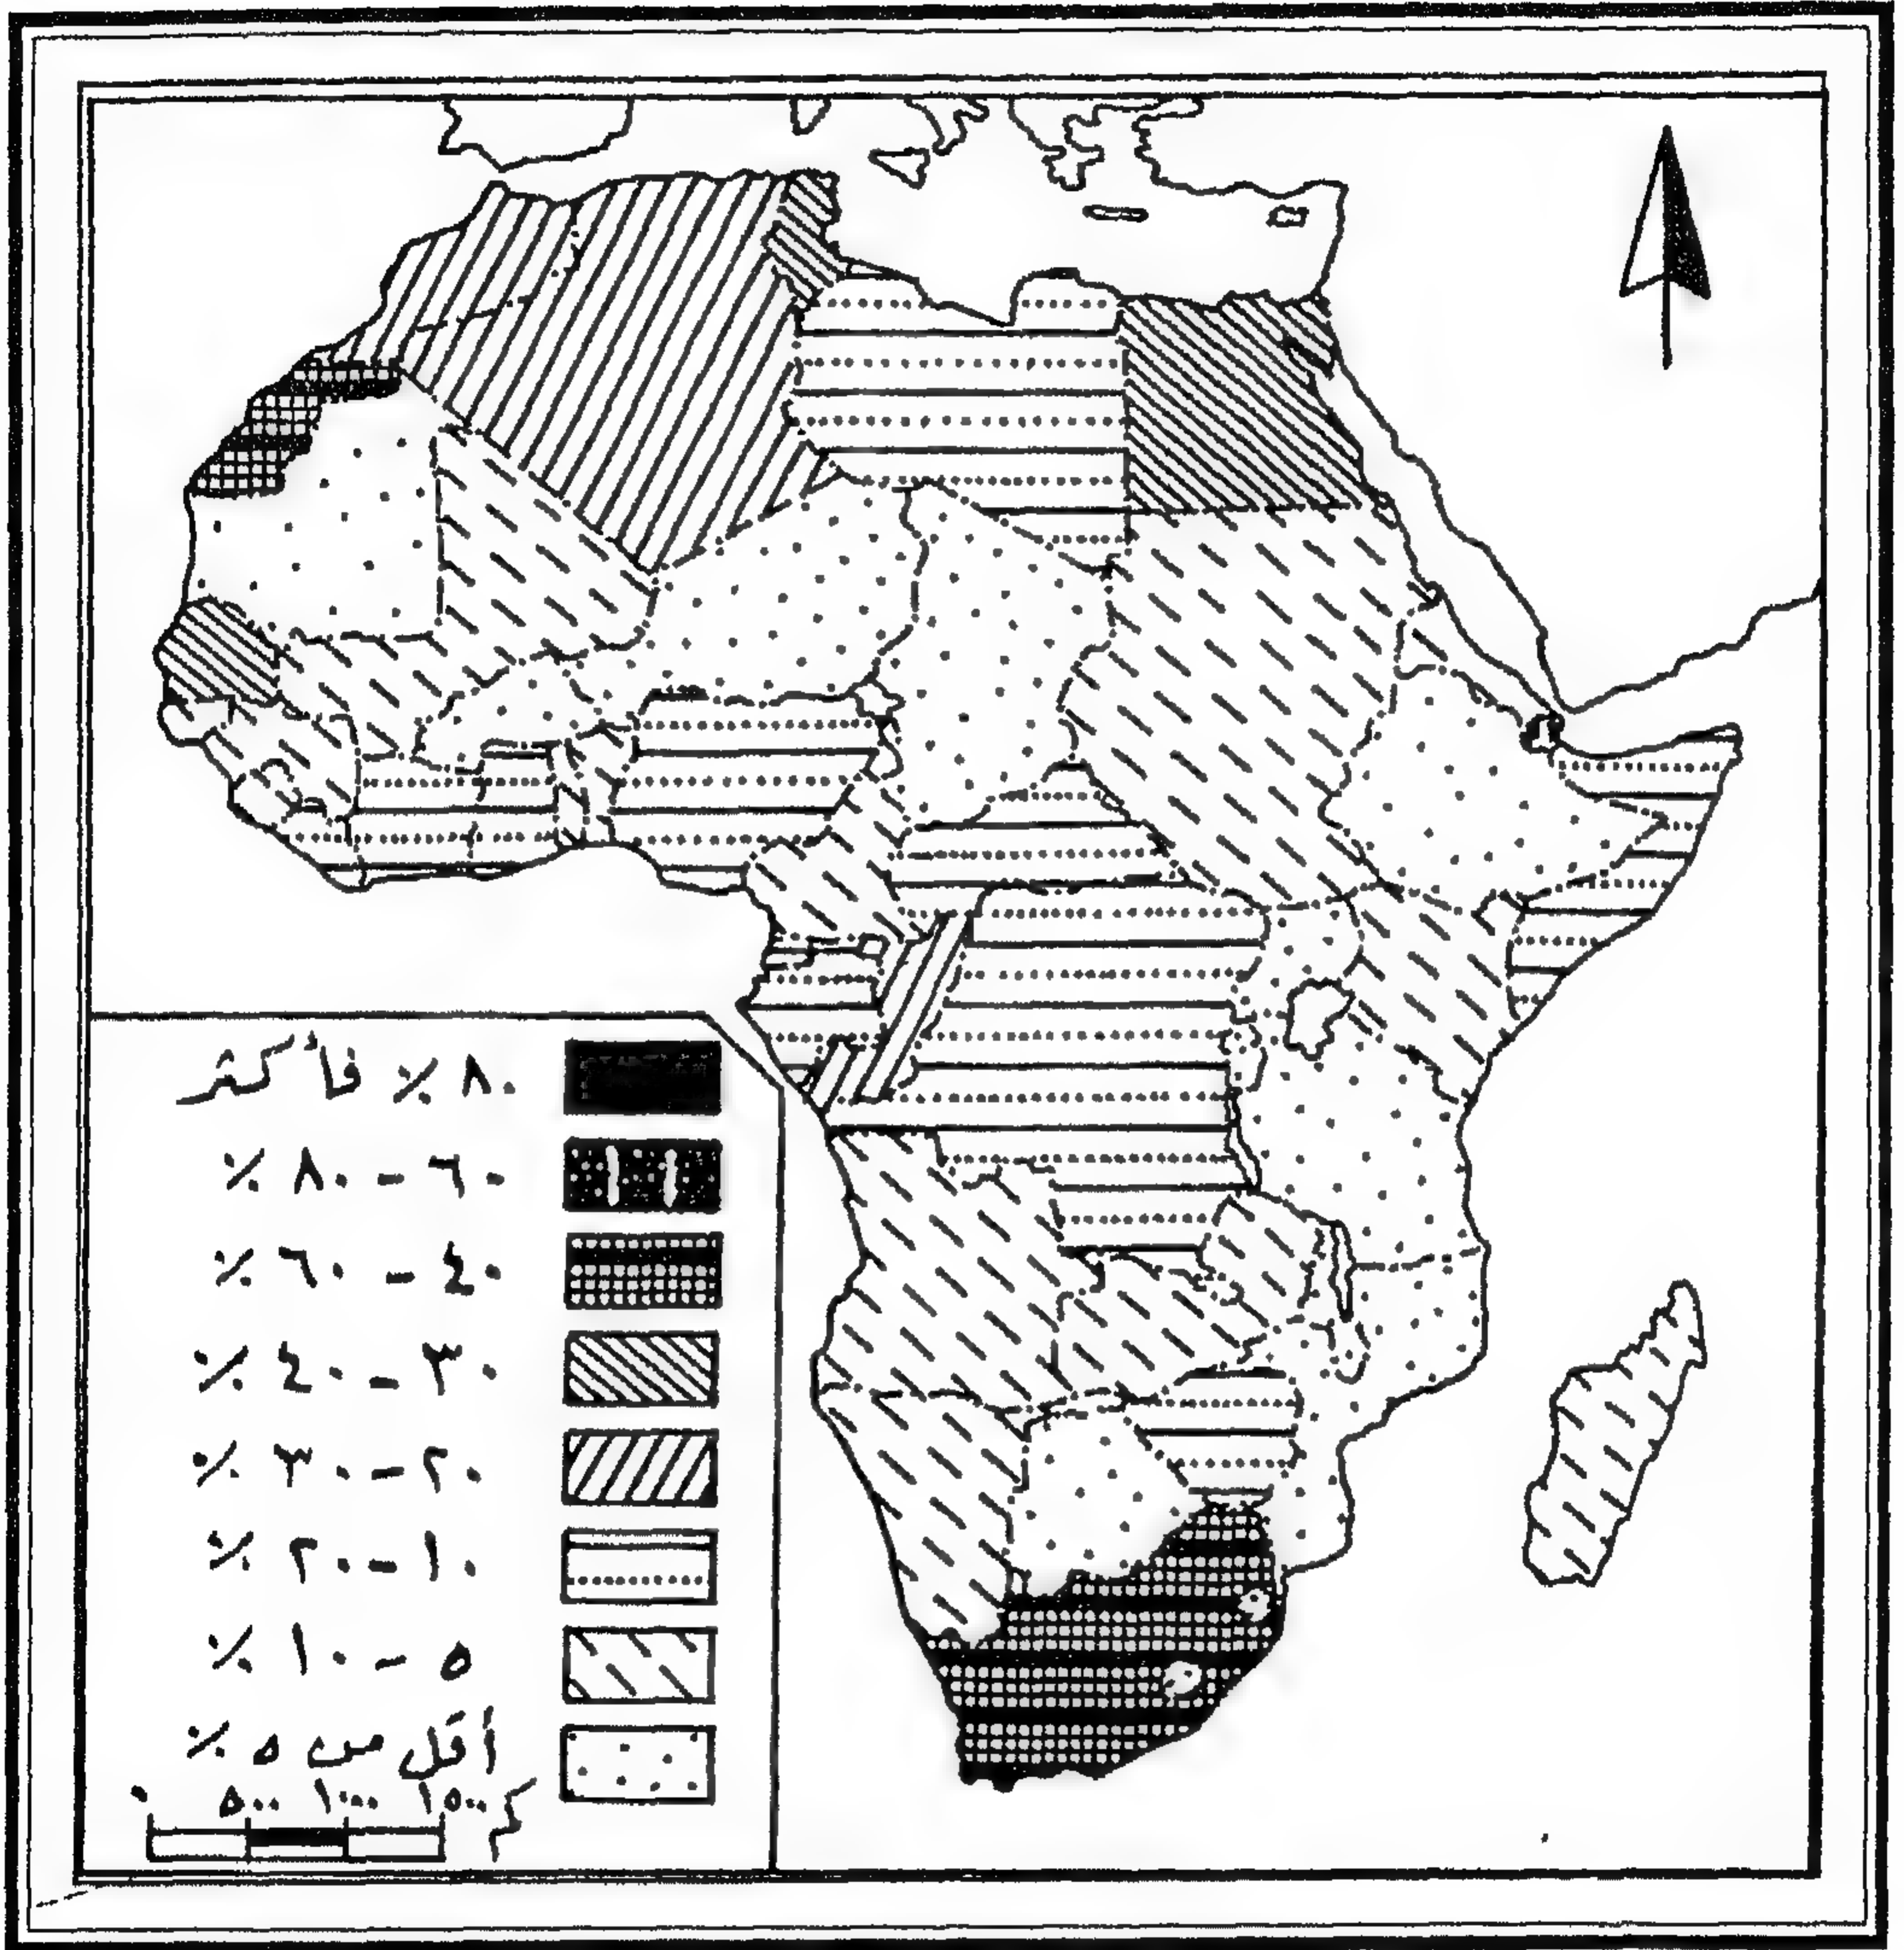 ٨٠ ٪ فأكثر
٦٠ - ٨٠ ٪
٤٠ - ٦٠ ٪
٣٠ - ٤٠ ٪
٢٠ - ٣٠ ٪
١٠ - ٢٠ ٪
٥ - ١٠ ٪
أقل من ٥ ٪
٠ ٥٠٠ ١٠٠٠ ١٥٠٠ كم